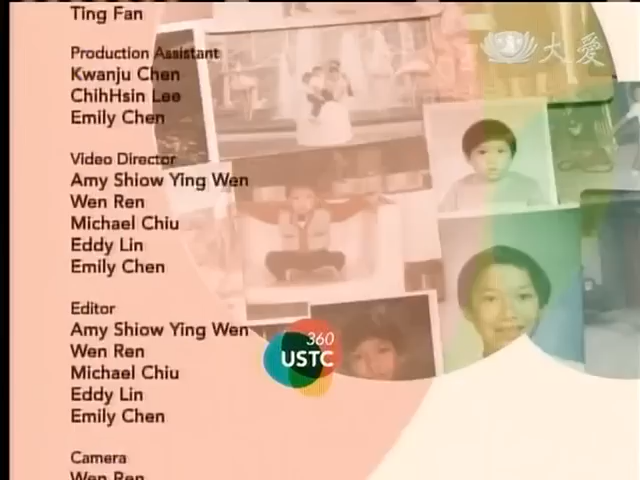 Ting Fan
Production Assistant
Kwanju Chen
ChihHsin Lee
Emily Chen
Video Director
Amy Shiow Ying Wen
Wen Ren
Michael Chiu
Eddy Lin
Emily Chen
Editor
Amy Shiow Ying Wen
Wen Ren
Michael Chiu
Eddy Lin
Emily Chen
Camera
Wen Ren
大愛
360
USTC